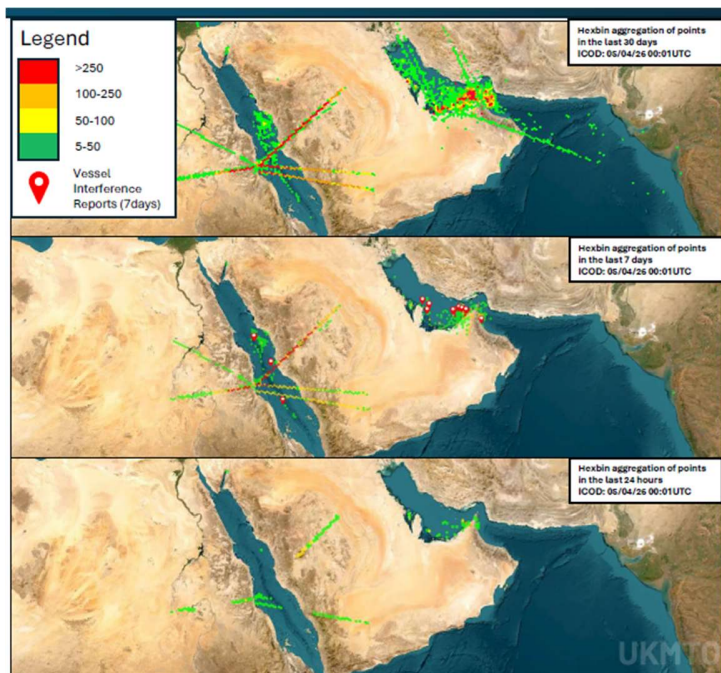 Legend
>250
100-250
50-100
5-50
Vessel
Interference
Reports (7days)
Hexbin aggregation of points
in the last 30 days
ICOD: 05/04/26 00:01UTC
Hexbin aggregation of points
in the last 7 days
ICOD: 05/04/26 00:01UTC
Hexbin aggregation of points
in the last 24 hours
ICOD: 05/04/26 00:01UTC
UKMTO